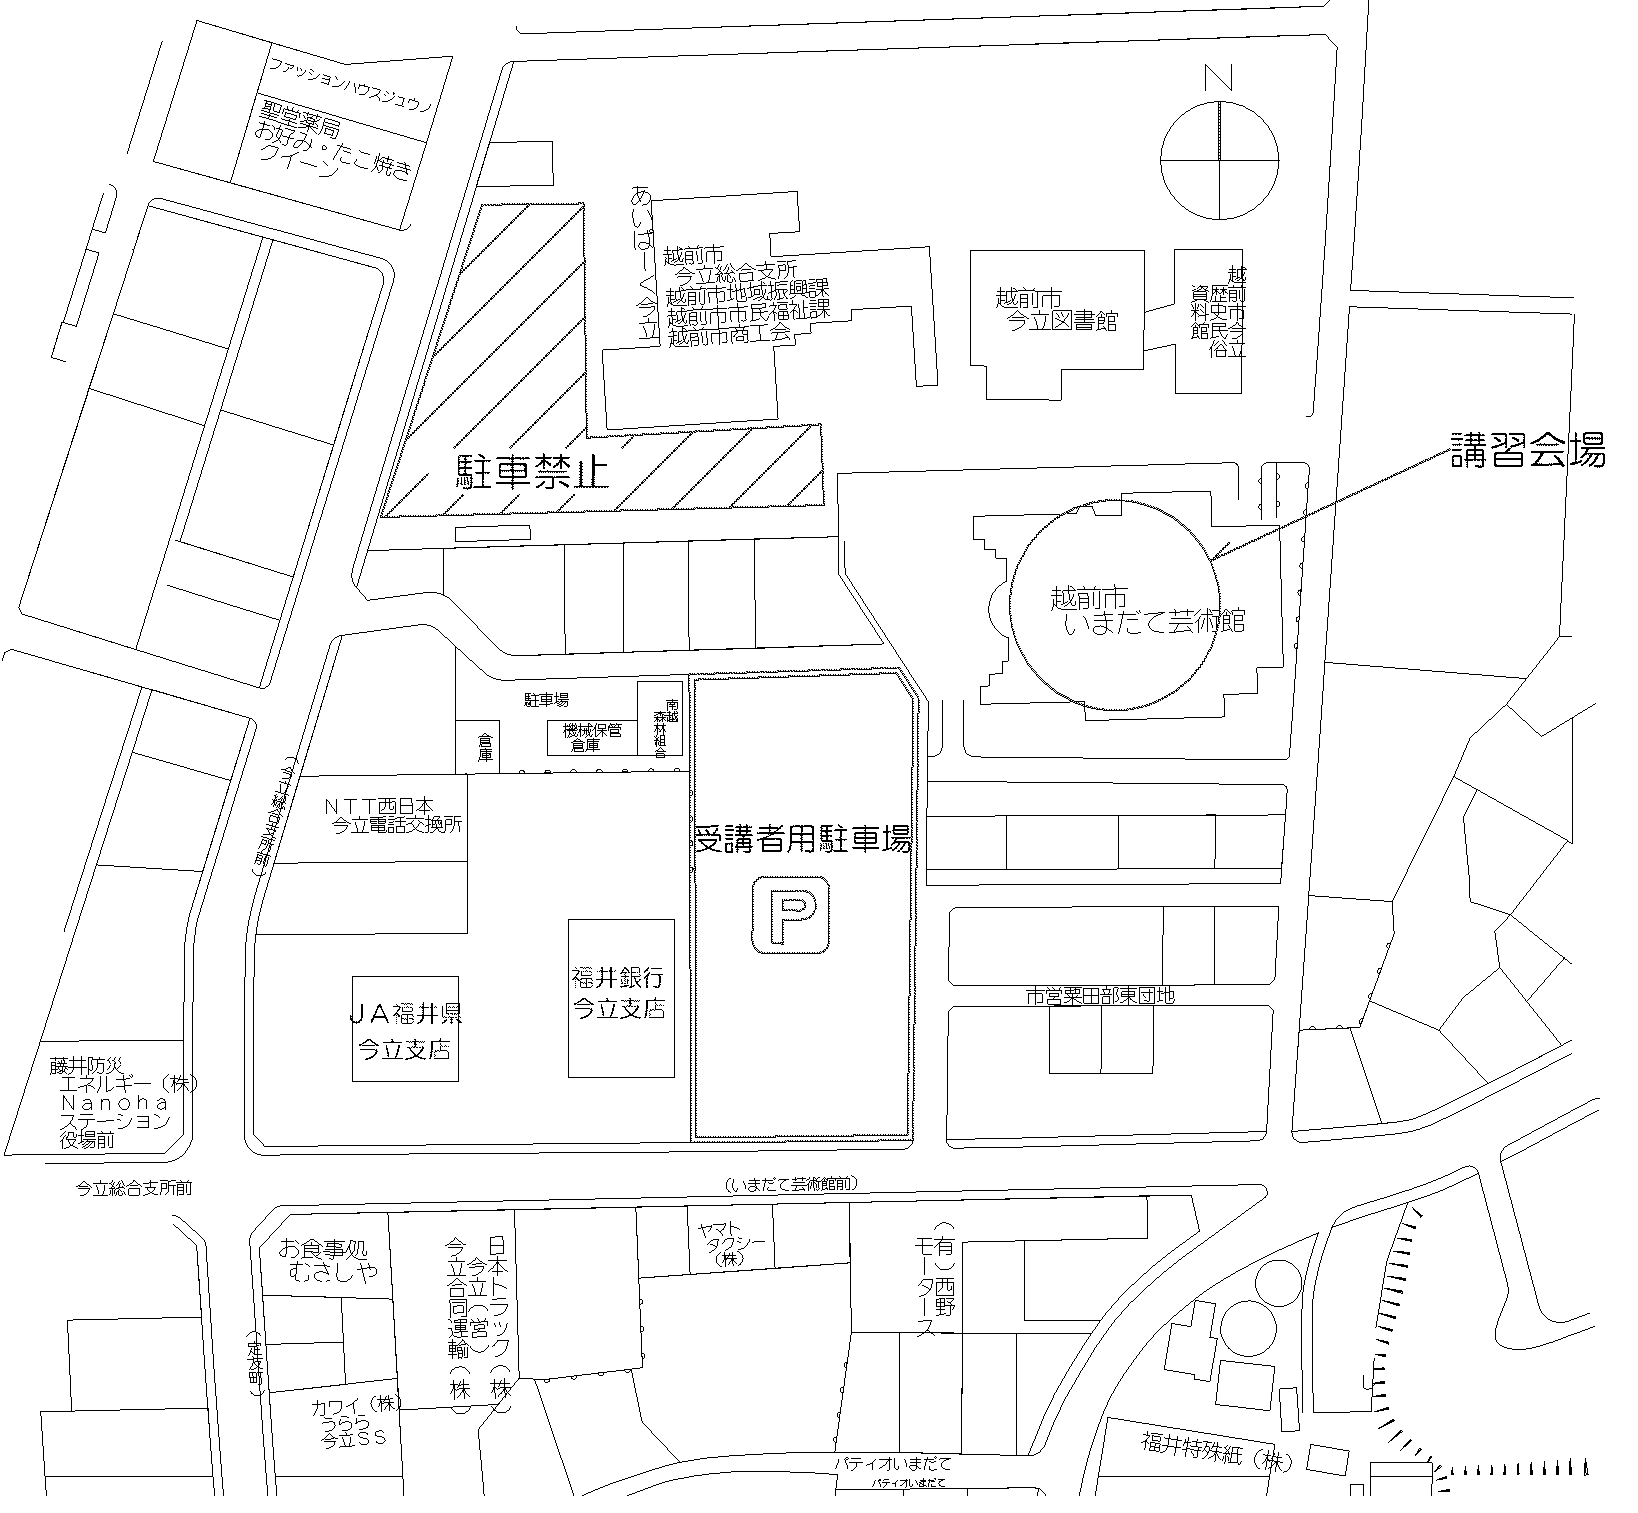 ファッションハウスジュウノ
聖堂薬局
お好み・たこ焼き
クイーン
N
あいぱーく今立
越前市
今立総合支所
越前市地域振興課
越前市市民福祉課
越前市商工会
越前市
今立図書館
越前市今立
歴史民俗
資料館
駐車禁止
講習会場
越前市
いまだて芸術館
駐車場
倉庫
機械保管
倉庫
南越
森林組合
(今立総合支所前)
NTT西日本
今立電話交換所
受講者用駐車場
P
福井銀行
今立支店
JA福井県
今立支店
市営粟田部東団地
藤井防災
エネルギー(株)
Nanoha
ステーション
役場前
今立総合支所前
(いまだて芸術館前)
お食事処
むさしや
日本トラック(株)
今立(営)
今立合同運輸(株)
ヤマト
タクシー
(株)
(有)西野
モータース
(定友町)
カワイ(株)
うらら
今立SS
パティオいまだて
パティオいまだて
福井特殊紙(株)